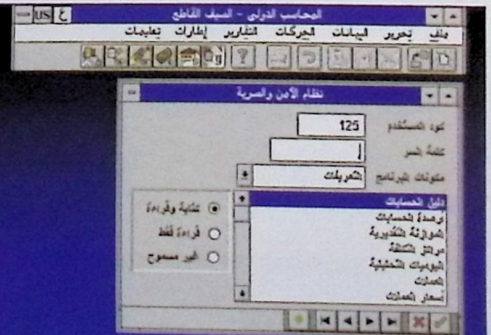 المحاسب الدولي - السيف القاطع
US ع
ملف تحرير البيانات الحركات التقارير إطارات تعليمات
نظام الأمن والسرية
كود المستخدم 125
كلمة السر
مكونات البرنامج التعريفات
دليل الحسابات
أرصدة الحسابات
الموازنة التقديرية
مراكز التكلفة
اليوميات التحليلية
العملات
أسعار العملات
كتابة وقراءة
قراءة فقط
غير مسموح